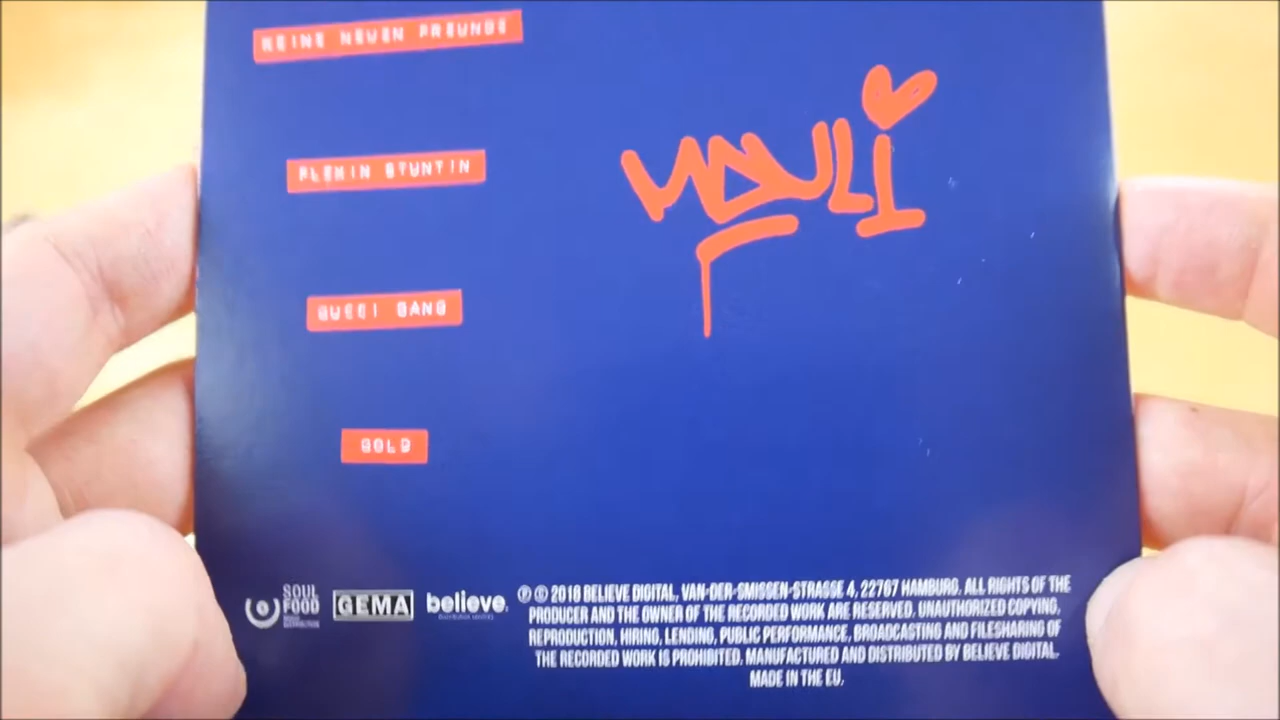 KEINE NEUEN FREUNDE
FLEXIN STUNTIN
MAULI
GUCCI GANG
GOLD
SOUL
FOOD
GEMA
believe.
℗ © 2018 BELIEVE DIGITAL, VAN-DER-SMISSEN-STRASSE 4, 22767 HAMBURG. ALL RIGHTS OF THE
PRODUCER AND THE OWNER OF THE RECORDED WORK ARE RESERVED. UNAUTHORIZED COPYING,
REPRODUCTION, HIRING, LENDING, PUBLIC PERFORMANCE, BROADCASTING AND FILESHARING OF
THE RECORDED WORK IS PROHIBITED. MANUFACTURED AND DISTRIBUTED BY BELIEVE DIGITAL.
MADE IN THE EU.